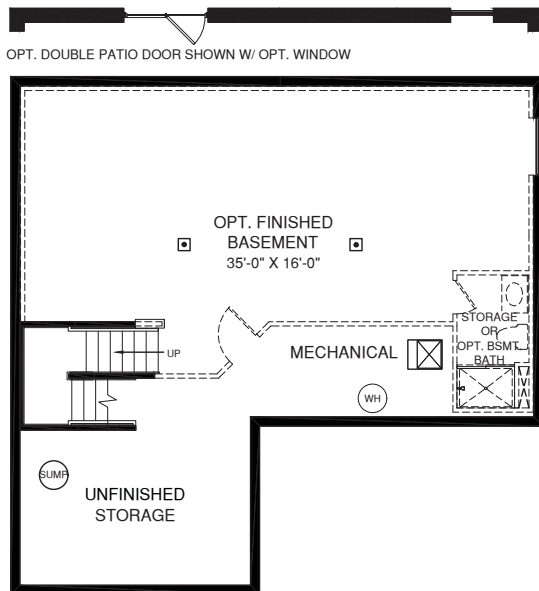 OPT. DOUBLE PATIO DOOR SHOWN W/ OPT. WINDOW
OPT. FINISHED
BASEMENT
35'-0" X 16'-0"
STORAGE
OR
OPT. BSMT
BATH
UP
MECHANICAL
WH
SUMP
UNFINISHED
STORAGE